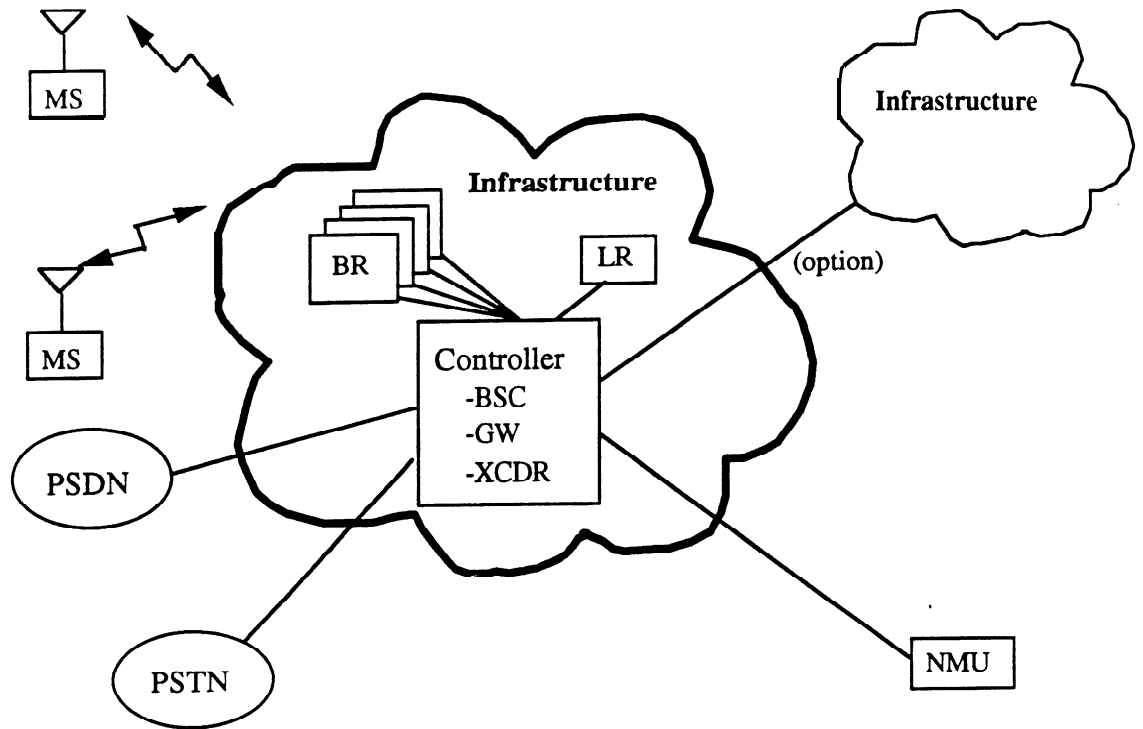 MS
Infrastructure
Infrastructure
BR
LR
(option)
MS
Controller
-BSC
-GW
-XCDR
PSDN
PSTN
NMU